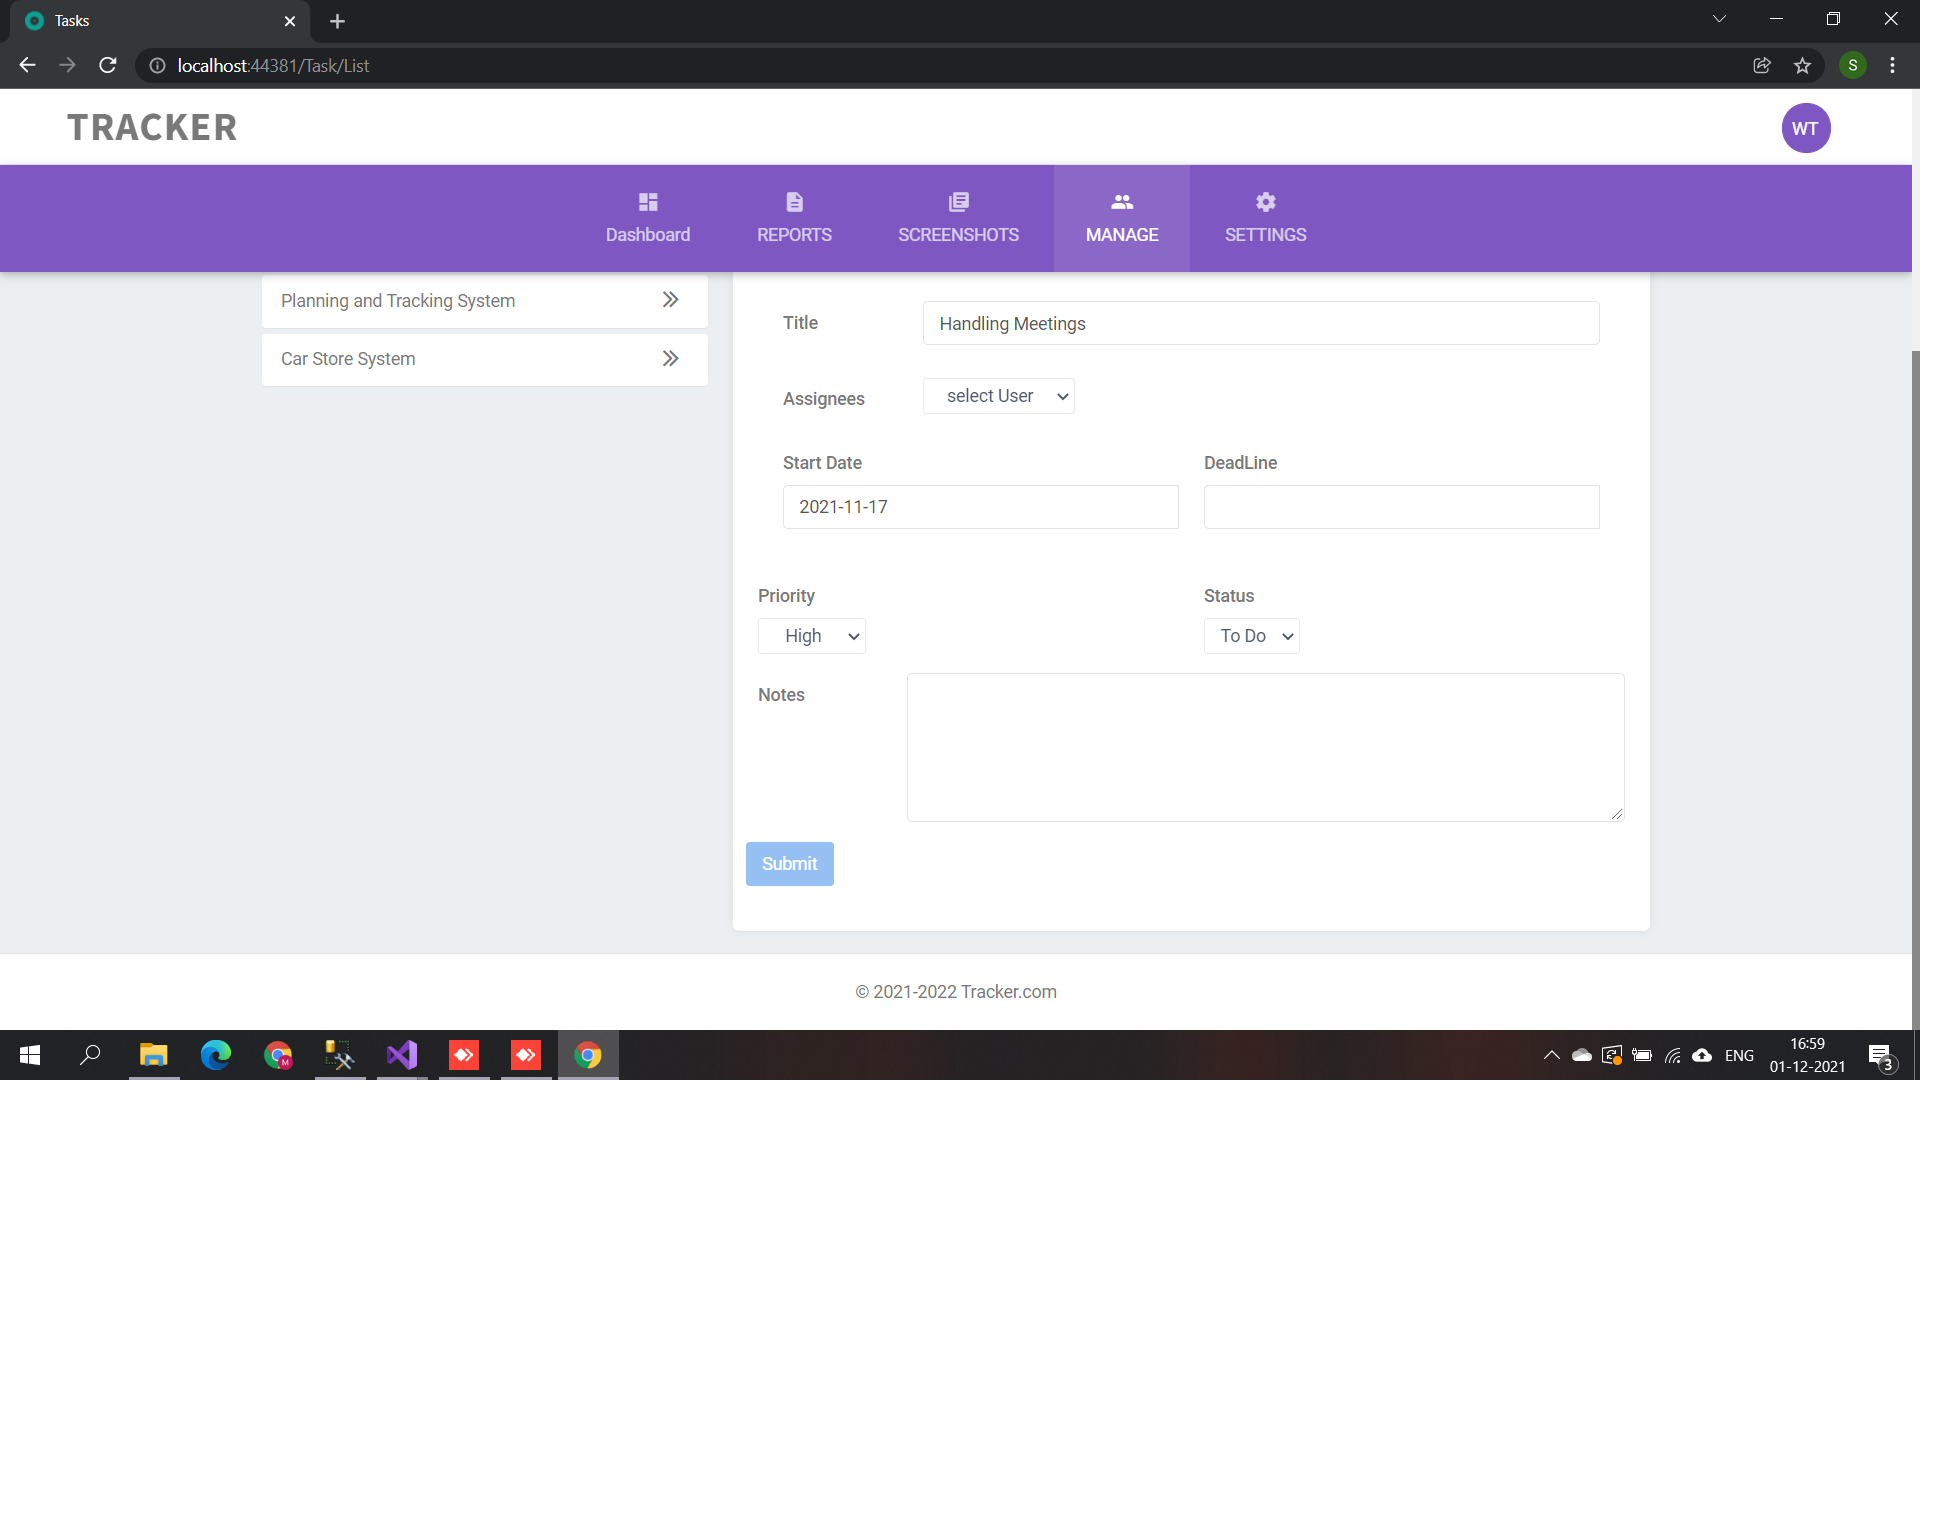 Tasks
localhost:44381/Task/List
S
TRACKER
WT
Dashboard
REPORTS
SCREENSHOTS
MANAGE
SETTINGS
Planning and Tracking System
Car Store System
Title
Handling Meetings
Assignees
select User
Start Date
DeadLine
2021-11-17
Priority
Status
High
To Do
Notes
Submit
© 2021-2022 Tracker.com
M
ENG
16:59
01-12-2021
3